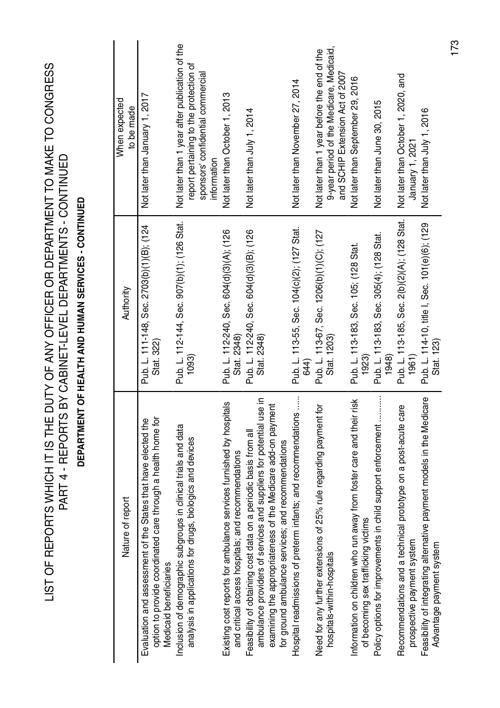 LIST OF REPORTS WHICH IT IS THE DUTY OF ANY OFFICER OR DEPARTMENT TO MAKE TO CONGRESS
PART 4 - REPORTS BY CABINET-LEVEL DEPARTMENTS - CONTINUED
DEPARTMENT OF HEALTH AND HUMAN SERVICES - CONTINUED
Nature of report
Authority
When expected
to be made
Evaluation and assessment of the States that have elected the
option to provide coordinated care through a health home for
Medicaid beneficiaries
Pub. L. 111-148, Sec. 2703(b)(1)(B); (124
Stat. 322)
Not later than January 1, 2017
Inclusion of demographic subgroups in clinical trials and data
analysis in applications for drugs, biologics and devices
Pub. L. 112-144, Sec. 907(b)(1); (126 Stat.
1093)
Not later than 1 year after publication of the
report pertaining to the protection of
sponsors' confidential commercial
information
Existing cost reports for ambulance services furnished by hospitals
and critical access hospitals; and recommendations
Pub. L. 112-240, Sec. 604(d)(3)(A); (126
Stat. 2348)
Not later than October 1, 2013
Feasibility of obtaining cost data on a periodic basis from all
ambulance providers of services and suppliers for potential use in
examining the appropriateness of the Medicare add-on payment
for ground ambulance services; and recommendations
Pub. L. 112-240, Sec. 604(d)(3)(B); (126
Stat. 2348)
Not later than July 1, 2014
Hospital readmissions of preterm infants; and recommendations ......
Pub. L. 113-55, Sec. 104(c)(2); (127 Stat.
644)
Not later than November 27, 2014
Need for any further extensions of 25% rule regarding payment for
hospitals-within-hospitals
Pub. L. 113-67, Sec. 1206(b)(1)(C); (127
Stat. 1203)
Not later than 1 year before the end of the
9-year period of the Medicare, Medicaid,
and SCHIP Extension Act of 2007
Information on children who run away from foster care and their risk
of becoming sex trafficking victims
Pub. L. 113-183, Sec. 105; (128 Stat.
1923)
Not later than September 29, 2016
Policy options for improvements in child support enforcement ..........
Pub. L. 113-183, Sec. 305(4); (128 Stat.
1948)
Not later than June 30, 2015
Recommendations and a technical prototype on a post-acute care
prospective payment system
Pub. L. 113-185, Sec. 2(b)(2)(A); (128 Stat.
1961)
Not later than October 1, 2020, and
January 1, 2021
Feasibility of integrating alternative payment models in the Medicare
Advantage payment system
Pub. L. 114-10, title I, Sec. 101(e)(6); (129
Stat. 123)
Not later than July 1, 2016
173